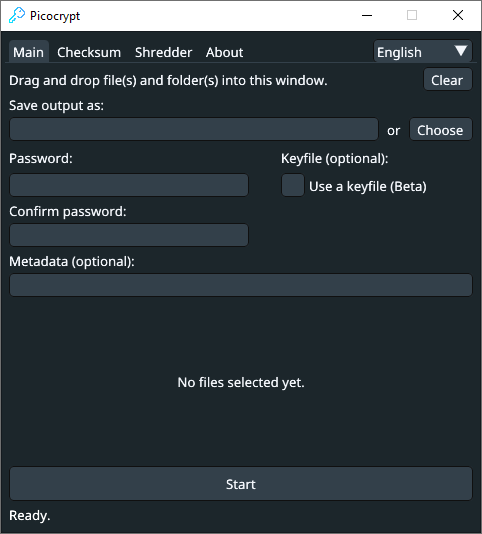 Picocrypt
Main Checksum Shredder About English
Drag and drop file(s) and folder(s) into this window. Clear
Save output as:
or Choose
Password: Keyfile (optional):
Use a keyfile (Beta)
Confirm password:
Metadata (optional):
No files selected yet.
Start
Ready.